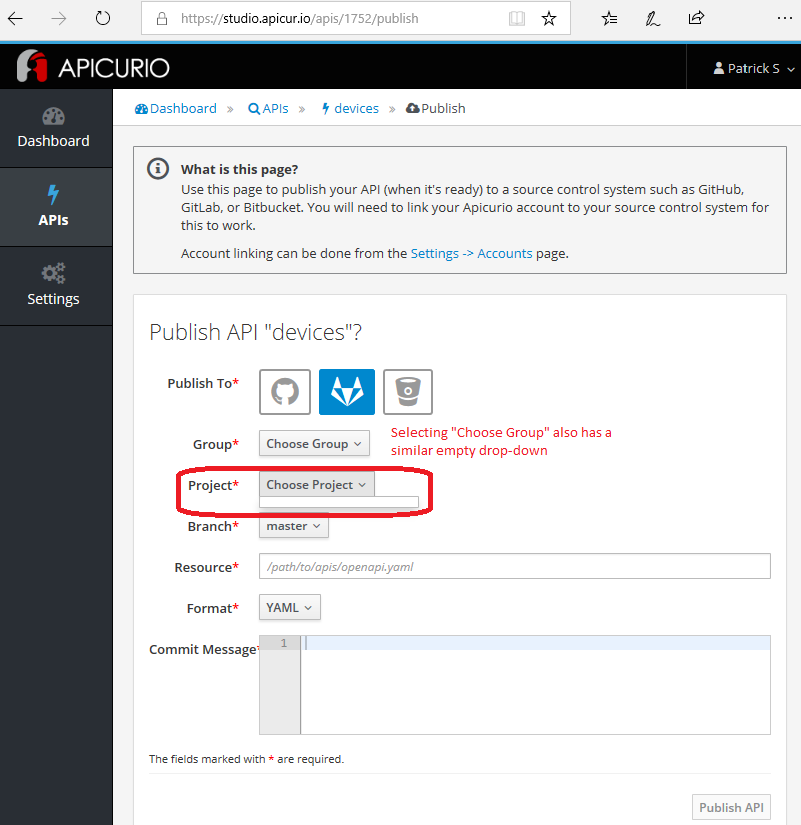 https://studio.apicur.io/apis/1752/publish
APICURIO
Patrick S
Dashboard » APIs » devices » Publish
Dashboard
APIs
Settings
What is this page?
Use this page to publish your API (when it's ready) to a source control system such as GitHub,
GitLab, or Bitbucket. You will need to link your Apicurio account to your source control system for
this to work.
Account linking can be done from the Settings -> Accounts page.
Publish API "devices"?
Publish To*
Group* Choose Group
Selecting "Choose Group" also has a
similar empty drop-down
Project* Choose Project
Branch* master
Resource* /path/to/apis/openapi.yaml
Format* YAML
Commit Message* 1
The fields marked with * are required.
Publish API